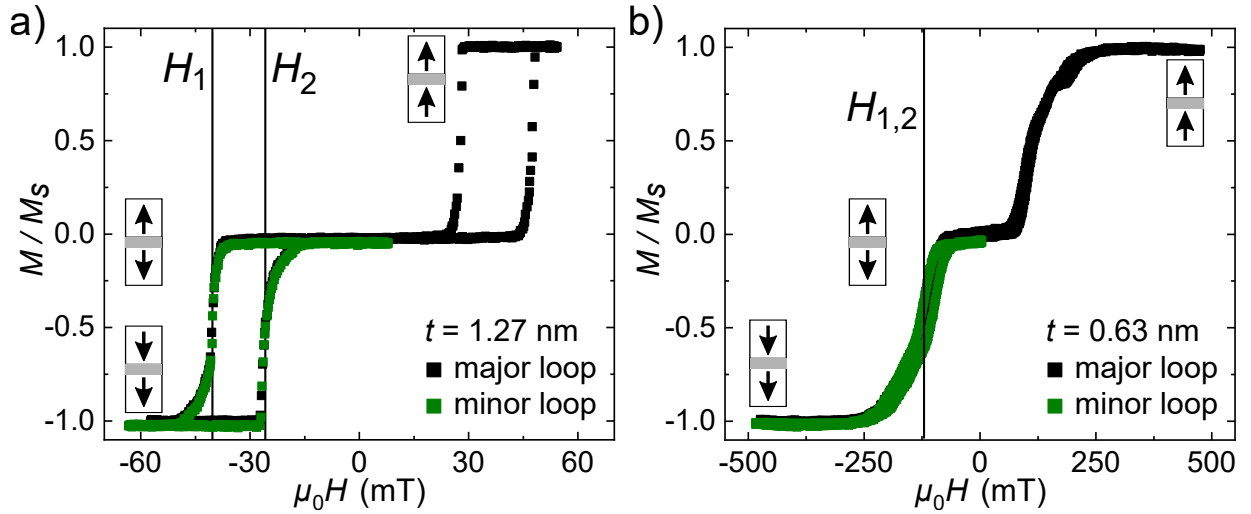 a)
H1
H2
M / MS
1.0
0.5
0.0
-0.5
-1.0
t = 1.27 nm
major loop
minor loop
-60
-30
0
30
60
μ0H (mT)
b)
H1,2
M / MS
1.0
0.5
0.0
-0.5
-1.0
t = 0.63 nm
major loop
minor loop
-500
-250
0
250
500
μ0H (mT)